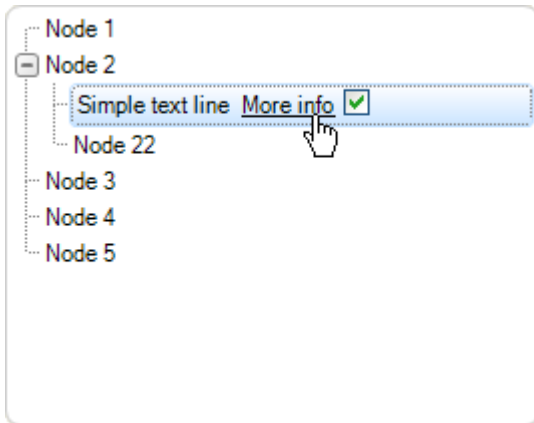 Node 1
Node 2
Simple text line More info
Node 22
Node 3
Node 4
Node 5